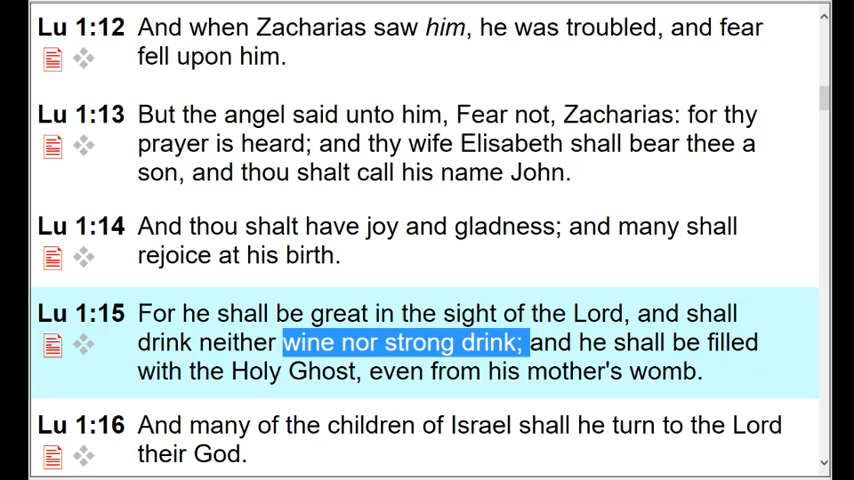 Lu 1:12 And when Zacharias saw him, he was troubled, and fear
fell upon him.
Lu 1:13 But the angel said unto him, Fear not, Zacharias: for thy
prayer is heard; and thy wife Elisabeth shall bear thee a
son, and thou shalt call his name John.
Lu 1:14 And thou shalt have joy and gladness; and many shall
rejoice at his birth.
Lu 1:15 For he shall be great in the sight of the Lord, and shall
drink neither wine nor strong drink; and he shall be filled
with the Holy Ghost, even from his mother's womb.
Lu 1:16 And many of the children of Israel shall he turn to the Lord
their God.